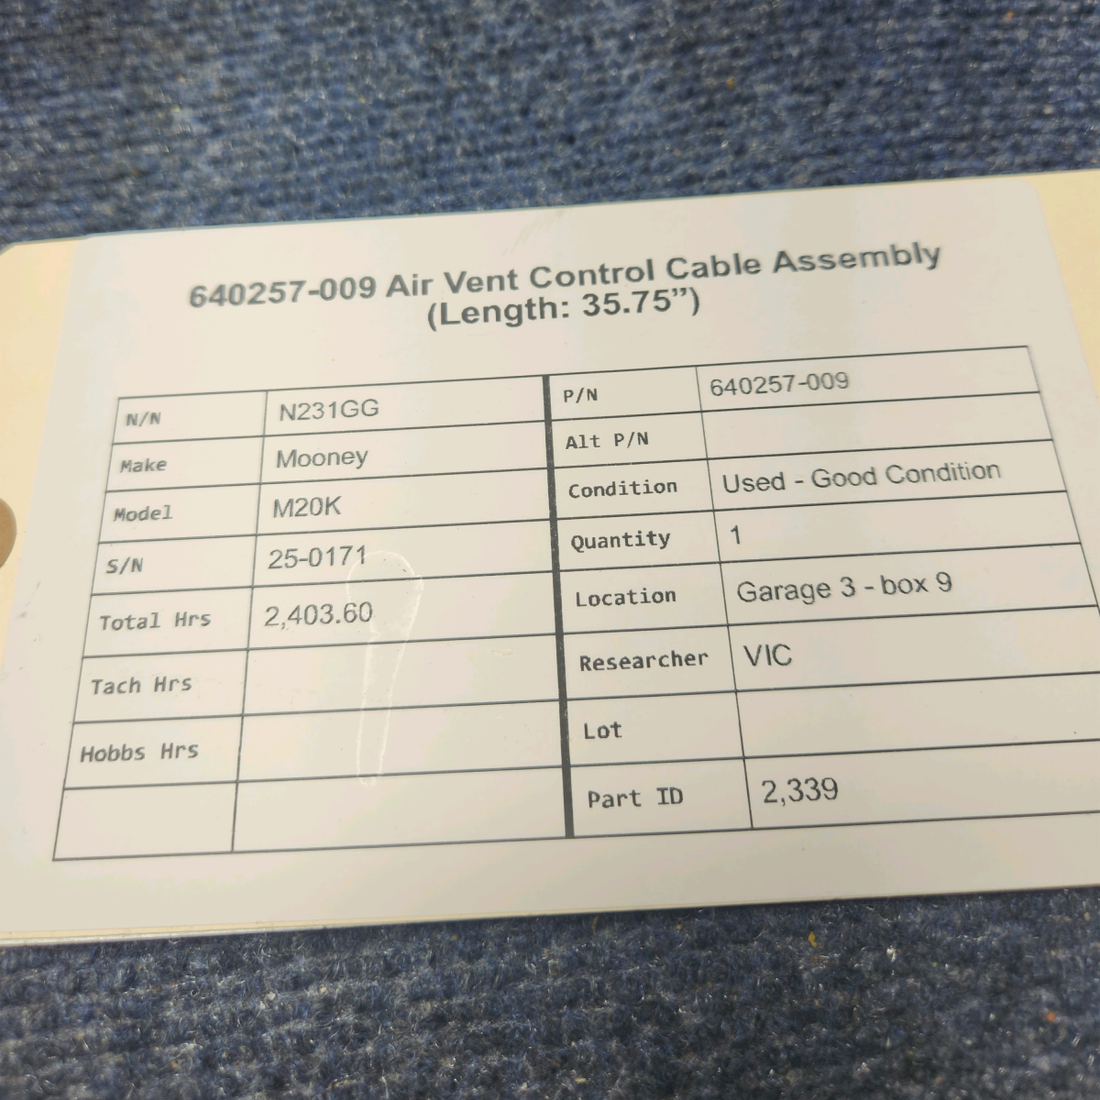 640257-009 Air Vent Control Cable Assembly
(Length: 35.75”)
N/N N231GG P/N 640257-009
Make Mooney Alt P/N
Model M20K Condition Used - Good Condition
S/N 25-0171 Quantity 1
Total Hrs 2,403.60 Location Garage 3 - box 9
Tach Hrs Researcher VIC
Hobbs Hrs Lot
Part ID 2,339